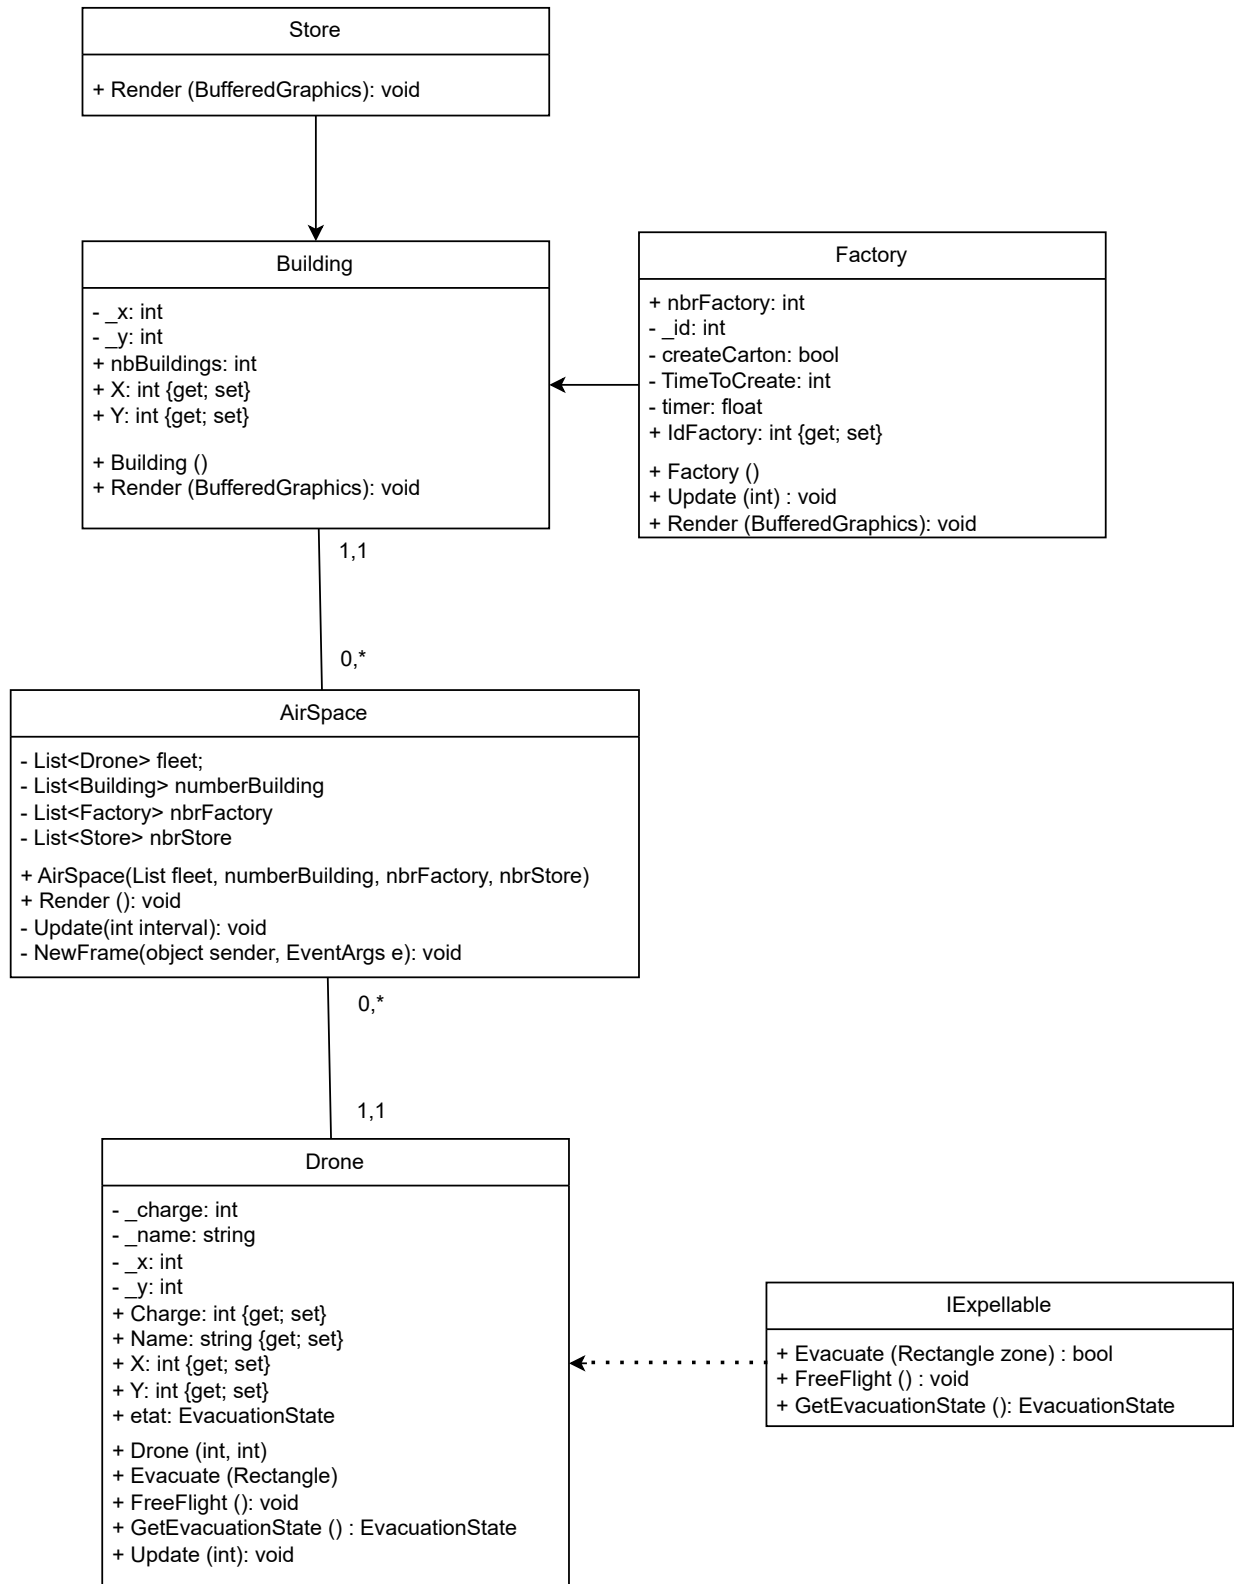 Store
+ Render (BufferedGraphics): void
Building
- _x: int
- _y: int
+ nbBuildings: int
+ X: int {get; set}
+ Y: int {get; set}
+ Building ()
+ Render (BufferedGraphics): void
Factory
+ nbrFactory: int
- _id: int
- createCarton: bool
- TimeToCreate: int
- timer: float
+ IdFactory: int {get; set}
+ Factory ()
+ Update (int) : void
+ Render (BufferedGraphics): void
1,1
0,*
AirSpace
- List<Drone> fleet;
- List<Building> numberBuilding
- List<Factory> nbrFactory
- List<Store> nbrStore
+ AirSpace(List fleet, numberBuilding, nbrFactory, nbrStore)
+ Render (): void
- Update(int interval): void
- NewFrame(object sender, EventArgs e): void
0,*
1,1
Drone
- _charge: int
- _name: string
- _x: int
- _y: int
+ Charge: int {get; set}
+ Name: string {get; set}
+ X: int {get; set}
+ Y: int {get; set}
+ etat: EvacuationState
+ Drone (int, int)
+ Evacuate (Rectangle)
+ FreeFlight (): void
+ GetEvacuationState () : EvacuationState
+ Update (int): void
IExpellable
+ Evacuate (Rectangle zone) : bool
+ FreeFlight () : void
+ GetEvacuationState (): EvacuationState